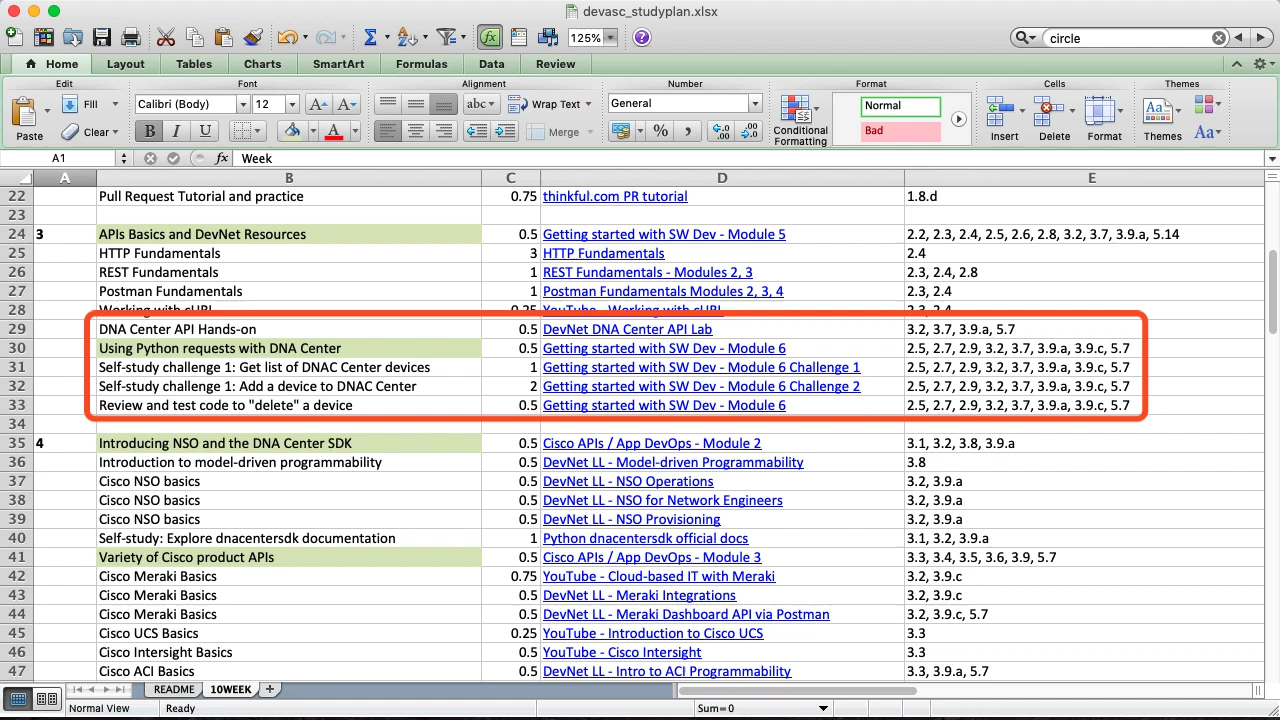 devasc_studyplan.xlsx
125%
circle
Home Layout Tables Charts SmartArt Formulas Data Review
Edit Font Alignment Number Format Cells Themes
Paste Fill Clear Calibri (Body) 12 abc Wrap Text Merge General Conditional Formatting Normal Bad Insert Delete Format Themes Aa
B I U A % Aa
A1 fx Week
A B C D E
22 Pull Request Tutorial and practice 0.75 thinkful.com PR tutorial 1.8.d
23
24 3 APIs Basics and DevNet Resources 0.5 Getting started with SW Dev - Module 5 2.2, 2.3, 2.4, 2.5, 2.6, 2.8, 3.2, 3.7, 3.9.a, 5.14
25 HTTP Fundamentals 3 HTTP Fundamentals 2.4
26 REST Fundamentals 1 REST Fundamentals - Modules 2, 3 2.3, 2.4, 2.8
27 Postman Fundamentals 1 Postman Fundamentals Modules 2, 3, 4 2.3, 2.4
28 Working with cURL 0.25 YouTube - Working with cURL 2.3, 2.4
29 DNA Center API Hands-on 0.5 DevNet DNA Center API Lab 3.2, 3.7, 3.9.a, 5.7
30 Using Python requests with DNA Center 0.5 Getting started with SW Dev - Module 6 2.5, 2.7, 2.9, 3.2, 3.7, 3.9.a, 3.9.c, 5.7
31 Self-study challenge 1: Get list of DNAC Center devices 1 Getting started with SW Dev - Module 6 Challenge 1 2.5, 2.7, 2.9, 3.2, 3.7, 3.9.a, 3.9.c, 5.7
32 Self-study challenge 1: Add a device to DNAC Center 2 Getting started with SW Dev - Module 6 Challenge 2 2.5, 2.7, 2.9, 3.2, 3.7, 3.9.a, 3.9.c, 5.7
33 Review and test code to "delete" a device 0.5 Getting started with SW Dev - Module 6 2.5, 2.7, 2.9, 3.2, 3.7, 3.9.a, 3.9.c, 5.7
34
35 4 Introducing NSO and the DNA Center SDK 0.5 Cisco APIs / App DevOps - Module 2 3.1, 3.2, 3.8, 3.9.a
36 Introduction to model-driven programmability 0.5 DevNet LL - Model-driven Programmability 3.8
37 Cisco NSO basics 0.5 DevNet LL - NSO Operations 3.2, 3.9.a
38 Cisco NSO basics 0.5 DevNet LL - NSO for Network Engineers 3.2, 3.9.a
39 Cisco NSO basics 0.5 DevNet LL - NSO Provisioning 3.2, 3.9.a
40 Self-study: Explore dnacentersdk documentation 1 Python dnacentersdk official docs 3.1, 3.2, 3.9.a
41 Variety of Cisco product APIs 0.5 Cisco APIs / App DevOps - Module 3 3.3, 3.4, 3.5, 3.6, 3.9, 5.7
42 Cisco Meraki Basics 0.75 YouTube - Cloud-based IT with Meraki 3.2, 3.9.c
43 Cisco Meraki Basics 0.5 DevNet LL - Meraki Integrations 3.2, 3.9.c
44 Cisco Meraki Basics 0.5 DevNet LL - Meraki Dashboard API via Postman 3.2, 3.9.c, 5.7
45 Cisco UCS Basics 0.25 YouTube - Introduction to Cisco UCS 3.3
46 Cisco Intersight Basics 0.5 YouTube - Cisco Intersight 3.3
47 Cisco ACI Basics 0.5 DevNet LL - Intro to ACI Programmability 3.3, 3.9.a, 5.7
README 10WEEK +
Normal View Ready Sum= 0